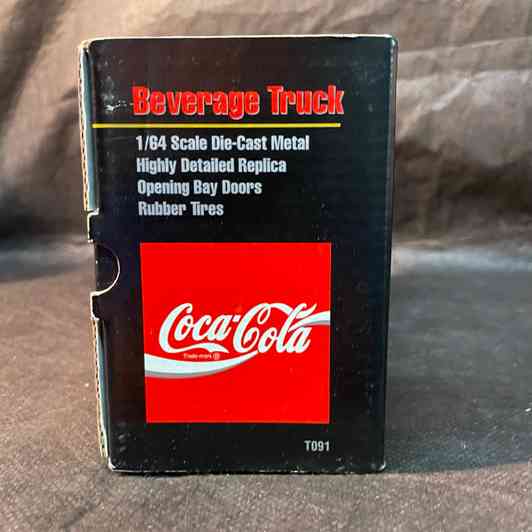 Beverage Truck
1/64 Scale Die-Cast Metal
Highly Detailed Replica
Opening Bay Doors
Rubber Tires
Coca-Cola
Trade-mark ®
T091